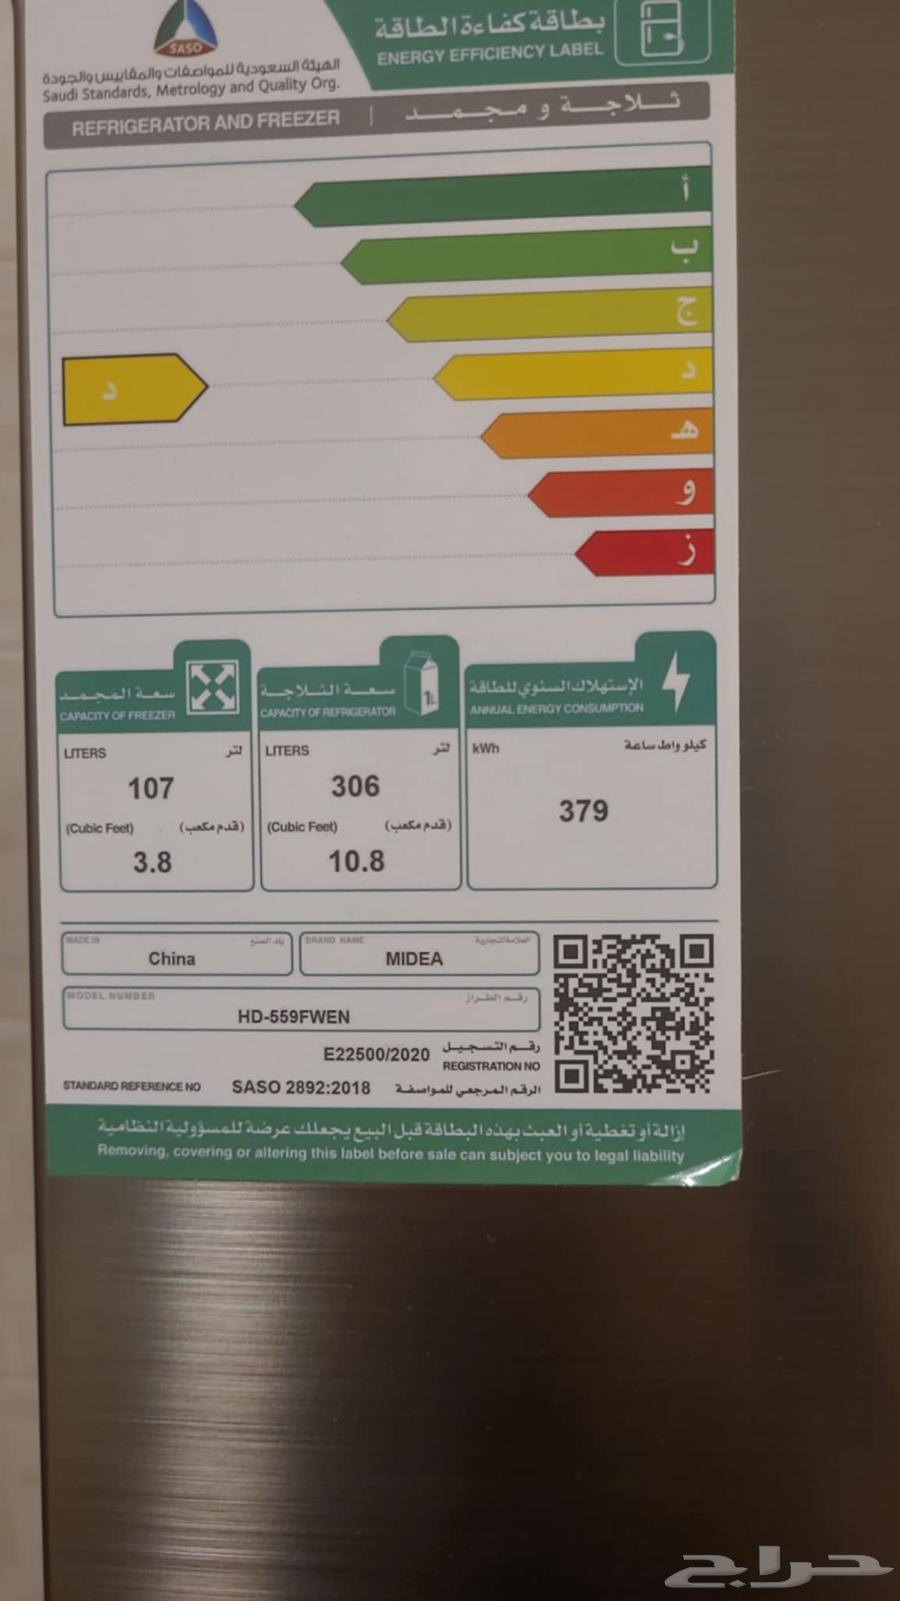 بطاقة كفاءة الطاقة
ENERGY EFFICIENCY LABEL
SASO
الهيئة السعودية للمواصفات والمقاييس والجودة
Saudi Standards, Metrology and Quality Org.
ثلاجة و مجمد
REFRIGERATOR AND FREEZER
أ
ب
ج
د
د
هـ
و
ز
سعة المجمد
CAPACITY OF FREEZER
LITERS لتر
107
(Cubic Feet) (قدم مكعب)
3.8
سعة الثلاجة
CAPACITY OF REFRIGERATOR
1L
LITERS لتر
306
(Cubic Feet) (قدم مكعب)
10.8
الإستهلاك السنوي للطاقة
ANNUAL ENERGY CONSUMPTION
kWh كيلو واط ساعة
379
MADE IN بلد الصنع
China
BRAND NAME العلامة التجارية
MIDEA
MODEL NUMBER رقم الطراز
HD-559FWEN
E22500/2020 رقم التسجيل
REGISTRATION NO
STANDARD REFERENCE NO SASO 2892:2018 الرقم المرجعي للمواصفة
إزالة أو تغطية أو العبث بهذه البطاقة قبل البيع يجعلك عرضة للمسؤولية النظامية
Removing, covering or altering this label before sale can subject you to legal liability
حراج